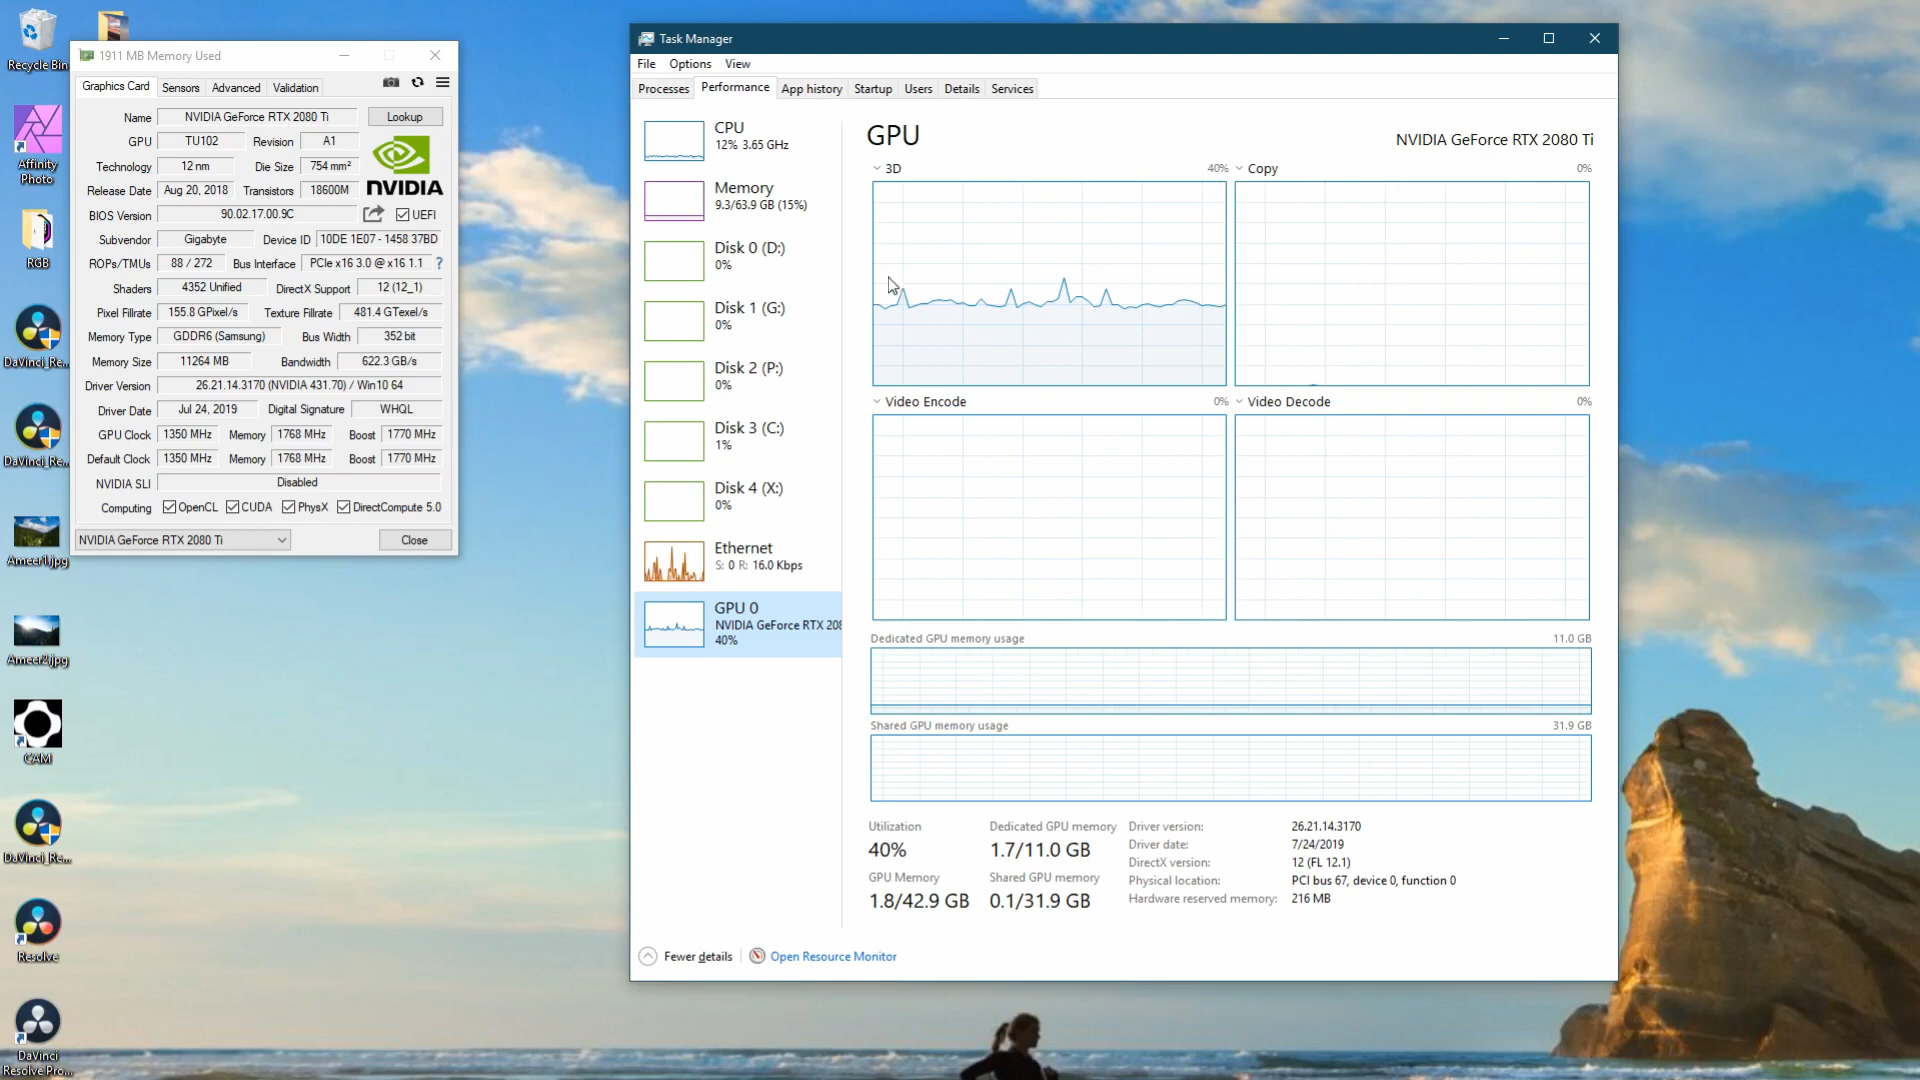 Recycle Bin
Affinity
Photo
RGB
DaVinci_Re...
DaVinci_Re...
Ameer1.jpg
Ameer2.jpg
CAM
DaVinci_Re...
Resolve
DaVinci
Resolve Pro...
1911 MB Memory Used
Graphics Card Sensors Advanced Validation
Name NVIDIA GeForce RTX 2080 Ti Lookup
GPU TU102 Revision A1
Technology 12 nm Die Size 754 mm²
Release Date Aug 20, 2018 Transistors 18600M
NVIDIA
BIOS Version 90.02.17.00.9C UEFI
Subvendor Gigabyte Device ID 10DE 1E07 - 1458 37BD
ROPs/TMUs 88 / 272 Bus Interface PCIe x16 3.0 @ x16 1.1 ?
Shaders 4352 Unified DirectX Support 12 (12_1)
Pixel Fillrate 155.8 GPixel/s Texture Fillrate 481.4 GTexel/s
Memory Type GDDR6 (Samsung) Bus Width 352 bit
Memory Size 11264 MB Bandwidth 622.3 GB/s
Driver Version 26.21.14.3170 (NVIDIA 431.70) / Win10 64
Driver Date Jul 24, 2019 Digital Signature WHQL
GPU Clock 1350 MHz Memory 1768 MHz Boost 1770 MHz
Default Clock 1350 MHz Memory 1768 MHz Boost 1770 MHz
NVIDIA SLI Disabled
Computing OpenCL CUDA PhysX DirectCompute 5.0
NVIDIA GeForce RTX 2080 Ti Close
Task Manager
File Options View
Processes Performance App history Startup Users Details Services
CPU
12% 3.65 GHz
Memory
9.3/63.9 GB (15%)
Disk 0 (D:)
0%
Disk 1 (G:)
0%
Disk 2 (P:)
0%
Disk 3 (C:)
1%
Disk 4 (X:)
0%
Ethernet
S: 0 R: 16.0 Kbps
GPU 0
NVIDIA GeForce RTX 208
40%
GPU NVIDIA GeForce RTX 2080 Ti
3D 40% Copy 0%
Video Encode 0% Video Decode 0%
Dedicated GPU memory usage 11.0 GB
Shared GPU memory usage 31.9 GB
Utilization
40%
Dedicated GPU memory
1.7/11.0 GB
GPU Memory
1.8/42.9 GB
Shared GPU memory
0.1/31.9 GB
Driver version: 26.21.14.3170
Driver date: 7/24/2019
DirectX version: 12 (FL 12.1)
Physical location: PCI bus 67, device 0, function 0
Hardware reserved memory: 216 MB
Fewer details Open Resource Monitor